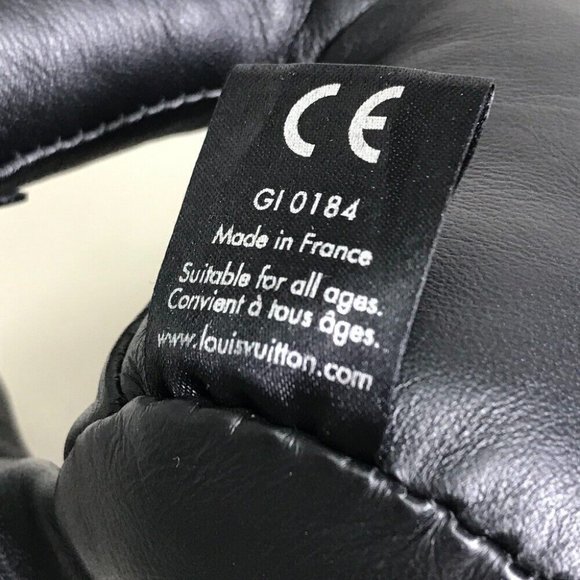 CE
GI 0184
Made in France
Suitable for all ages.
Convient à tous âges.
www.louisvuitton.com